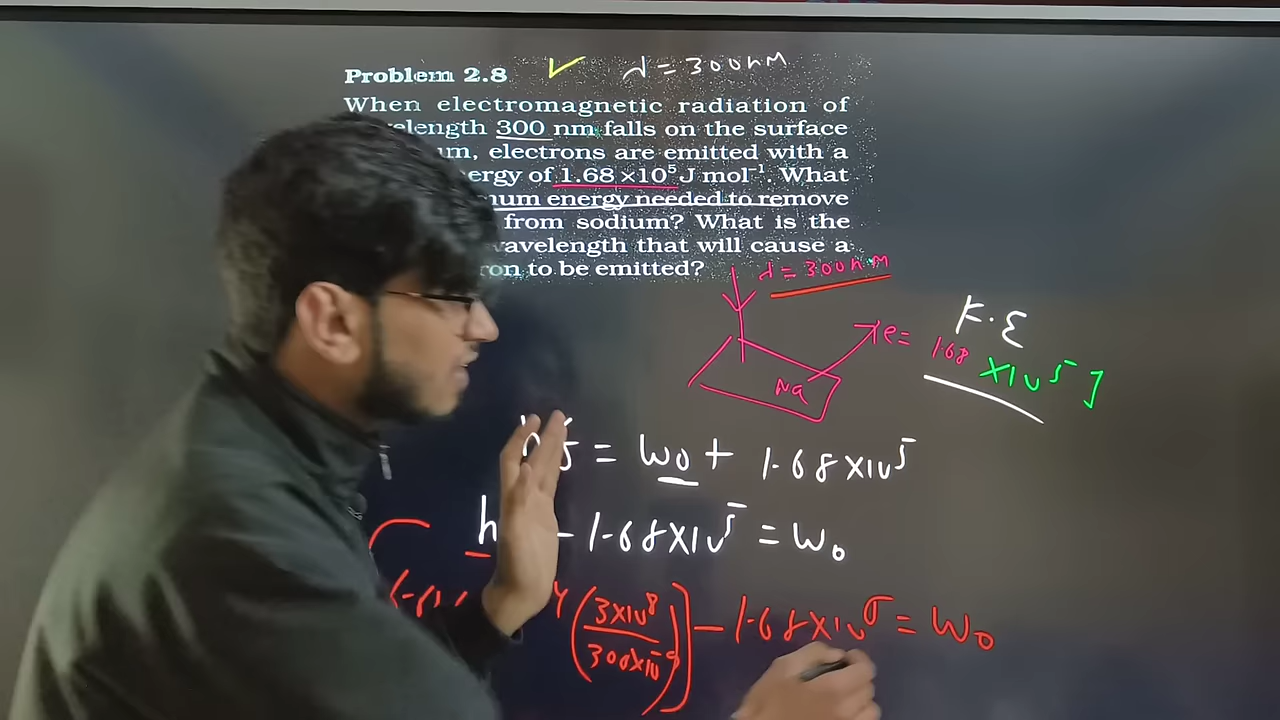 Problem 2.8 ✓ λ = 300nM
When electromagnetic radiation of
300 nm falls on the surface
electrons are emitted with a
of 1.68 ×10⁵ J mol⁻¹. What
energy needed to remove
from sodium? What is the
that will cause a
to be emitted?
λ = 300nM
K.E
e = 1.68 ×10⁵ J
Na
= W₀ + 1.68×10⁵
h - 1.68×10⁵ = W₀
(3×10⁸/300×10⁻⁹)] - 1.68×10⁵ = W₀